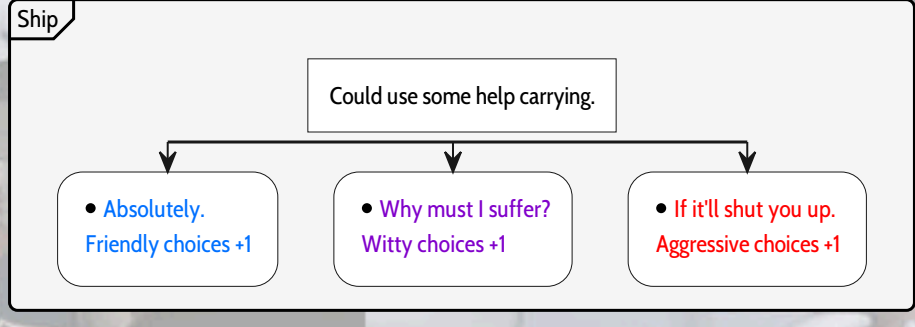 Ship
Could use some help carrying.
• Absolutely.
Friendly choices +1
• Why must I suffer?
Witty choices +1
• If it'll shut you up.
Aggressive choices +1